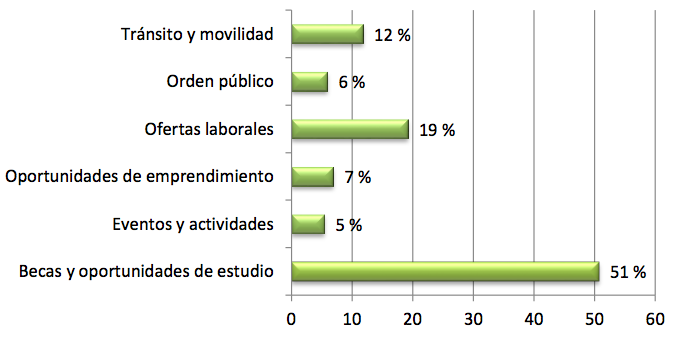 Tránsito y movilidad 12 %
Orden público 6 %
Ofertas laborales 19 %
Oportunidades de emprendimiento 7 %
Eventos y actividades 5 %
Becas y oportunidades de estudio 51 %
0 10 20 30 40 50 60